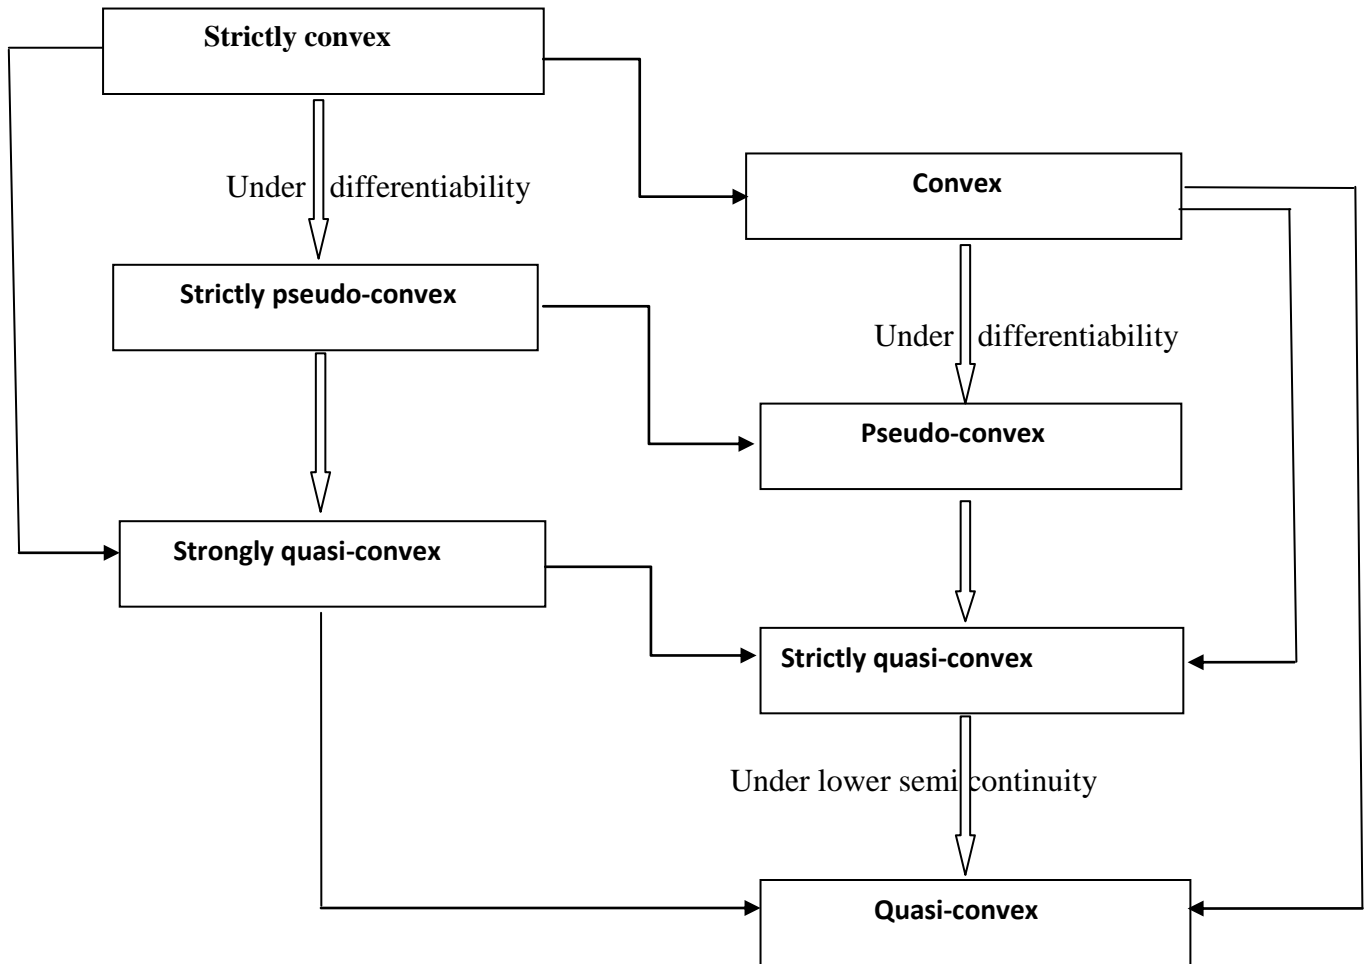 Strictly convex
Convex
Under differentiability
Strictly pseudo-convex
Under differentiability
Pseudo-convex
Strongly quasi-convex
Strictly quasi-convex
Under lower semi continuity
Quasi-convex